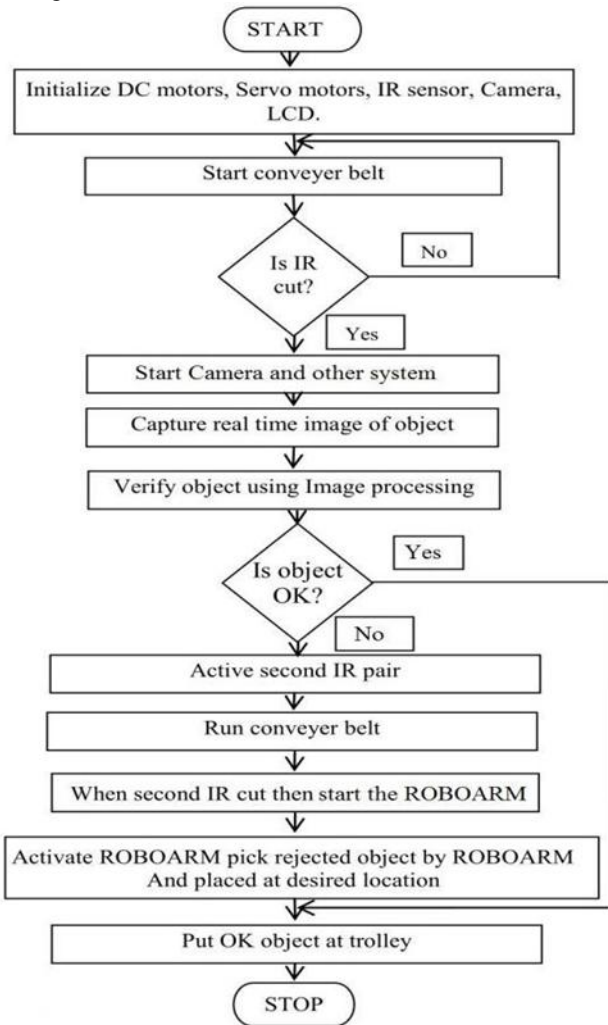 START
Initialize DC motors, Servo motors, IR sensor, Camera,
LCD.
Start conveyer belt
Is IR
cut?
No
Yes
Start Camera and other system
Capture real time image of object
Verify object using Image processing
Is object
OK?
Yes
No
Active second IR pair
Run conveyer belt
When second IR cut then start the ROBOARM
Activate ROBOARM pick rejected object by ROBOARM
And placed at desired location
Put OK object at trolley
STOP